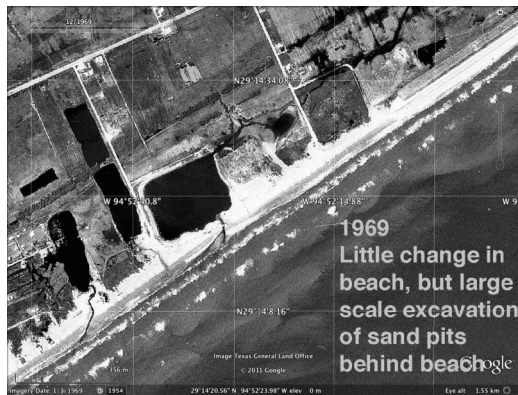 12/1969
N29°14'34.08"
W 94°52'40.8"
W 94°52'14.88"
W 9
1969
Little change in
beach, but large
scale excavation
of sand pits
behind beach
N29°14'8.16"
Image Texas General Land Office
© 2011 Google
Google
156 m
Imagery Date: 1/1/1969
1954
29°14'20.56" N 94°52'23.98" W elev 0 m
Eye alt 1.55 km